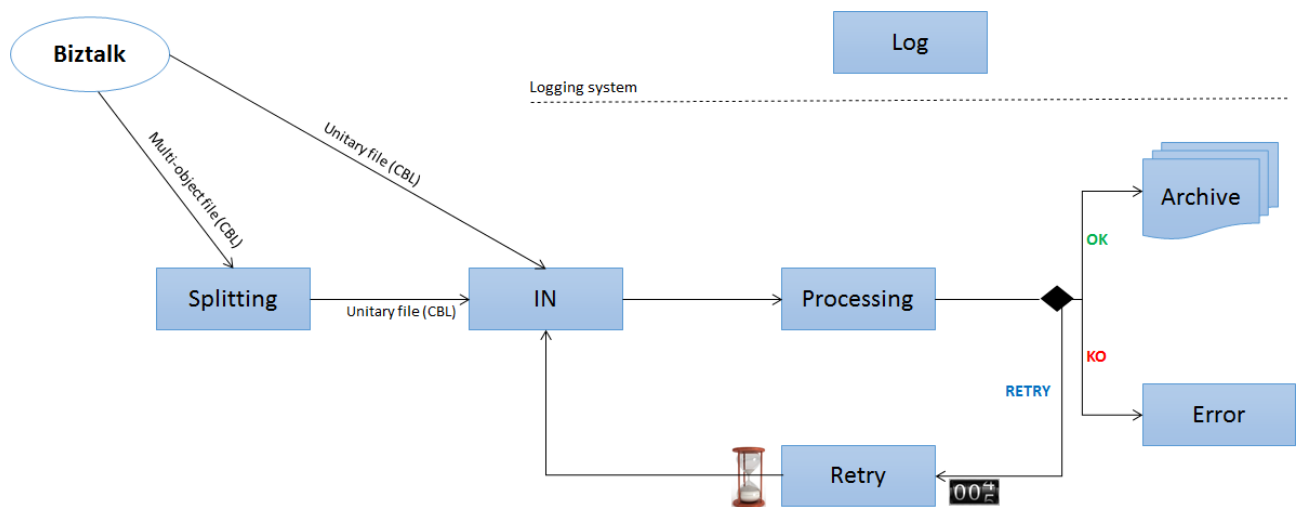 Biztalk
Log
Logging system
Unitary file (CBL)
Multi-object file (CBL)
Archive
OK
Splitting
Unitary file (CBL)
IN
Processing
KO
RETRY
Error
Retry